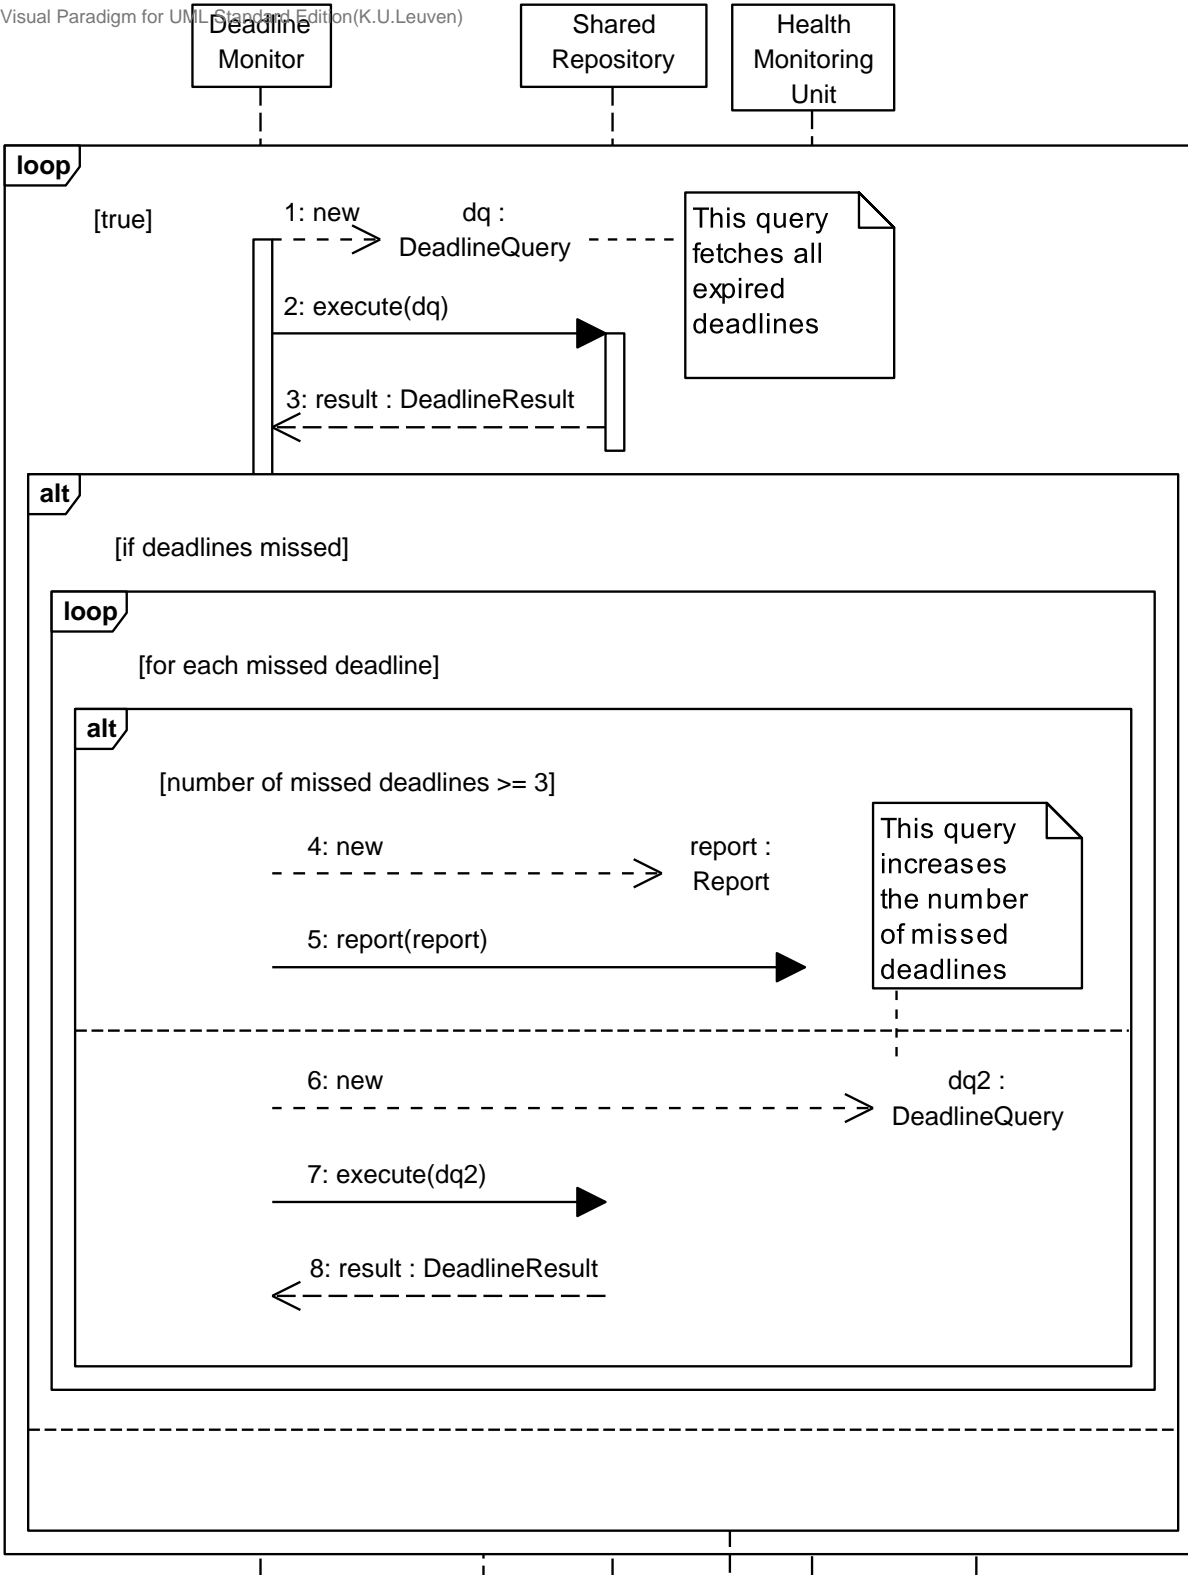 Visual Paradigm for UML Standard Edition(K.U.Leuven)
Deadline
Monitor
Shared
Repository
Health
Monitoring
Unit
loop
[true]
1: new
dq :
DeadlineQuery
This query
fetches all
expired
deadlines
2: execute(dq)
3: result : DeadlineResult
alt
[if deadlines missed]
loop
[for each missed deadline]
alt
[number of missed deadlines >= 3]
4: new
report :
Report
This query
increases
the number
of missed
deadlines
5: report(report)
6: new
dq2 :
DeadlineQuery
7: execute(dq2)
8: result : DeadlineResult